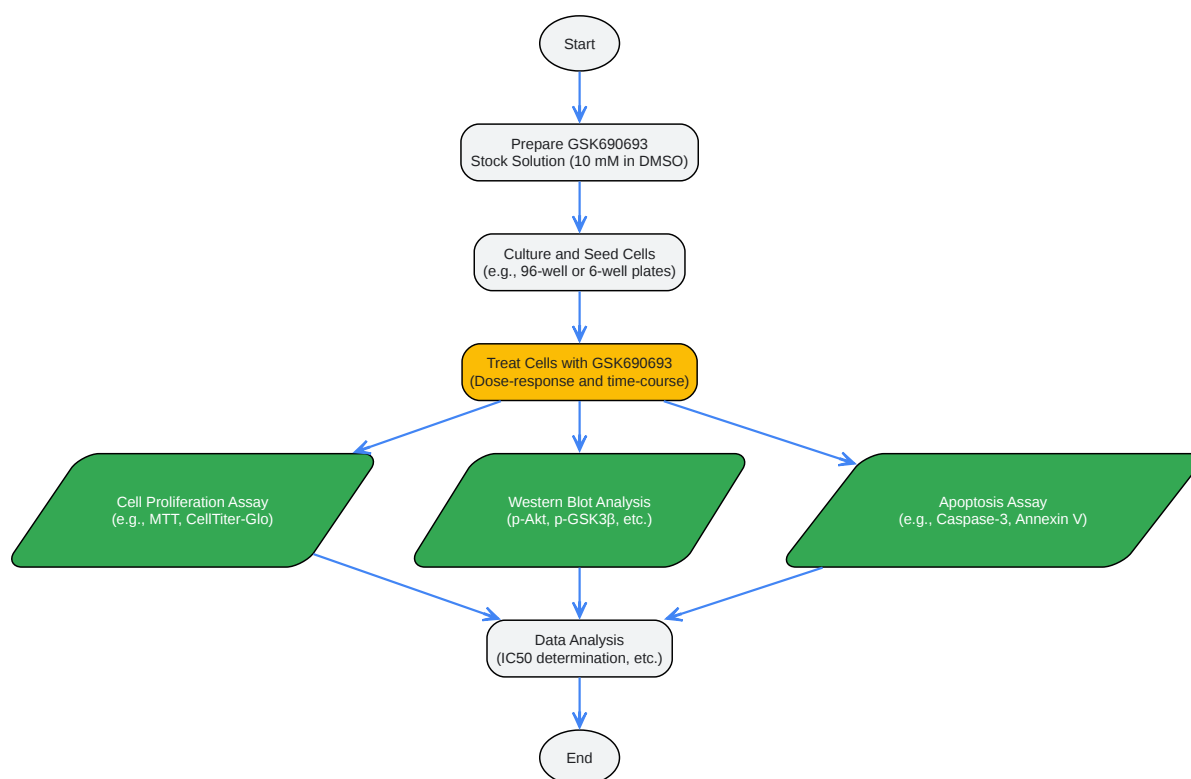 Start
Prepare GSK690693
Stock Solution (10 mM in DMSO)
Culture and Seed Cells
(e.g., 96-well or 6-well plates)
Treat Cells with GSK690693
(Dose-response and time-course)
Cell Proliferation Assay
(e.g., MTT, CellTiter-Glo)
Western Blot Analysis
(p-Akt, p-GSK3β, etc.)
Apoptosis Assay
(e.g., Caspase-3, Annexin V)
Data Analysis
(IC50 determination, etc.)
End